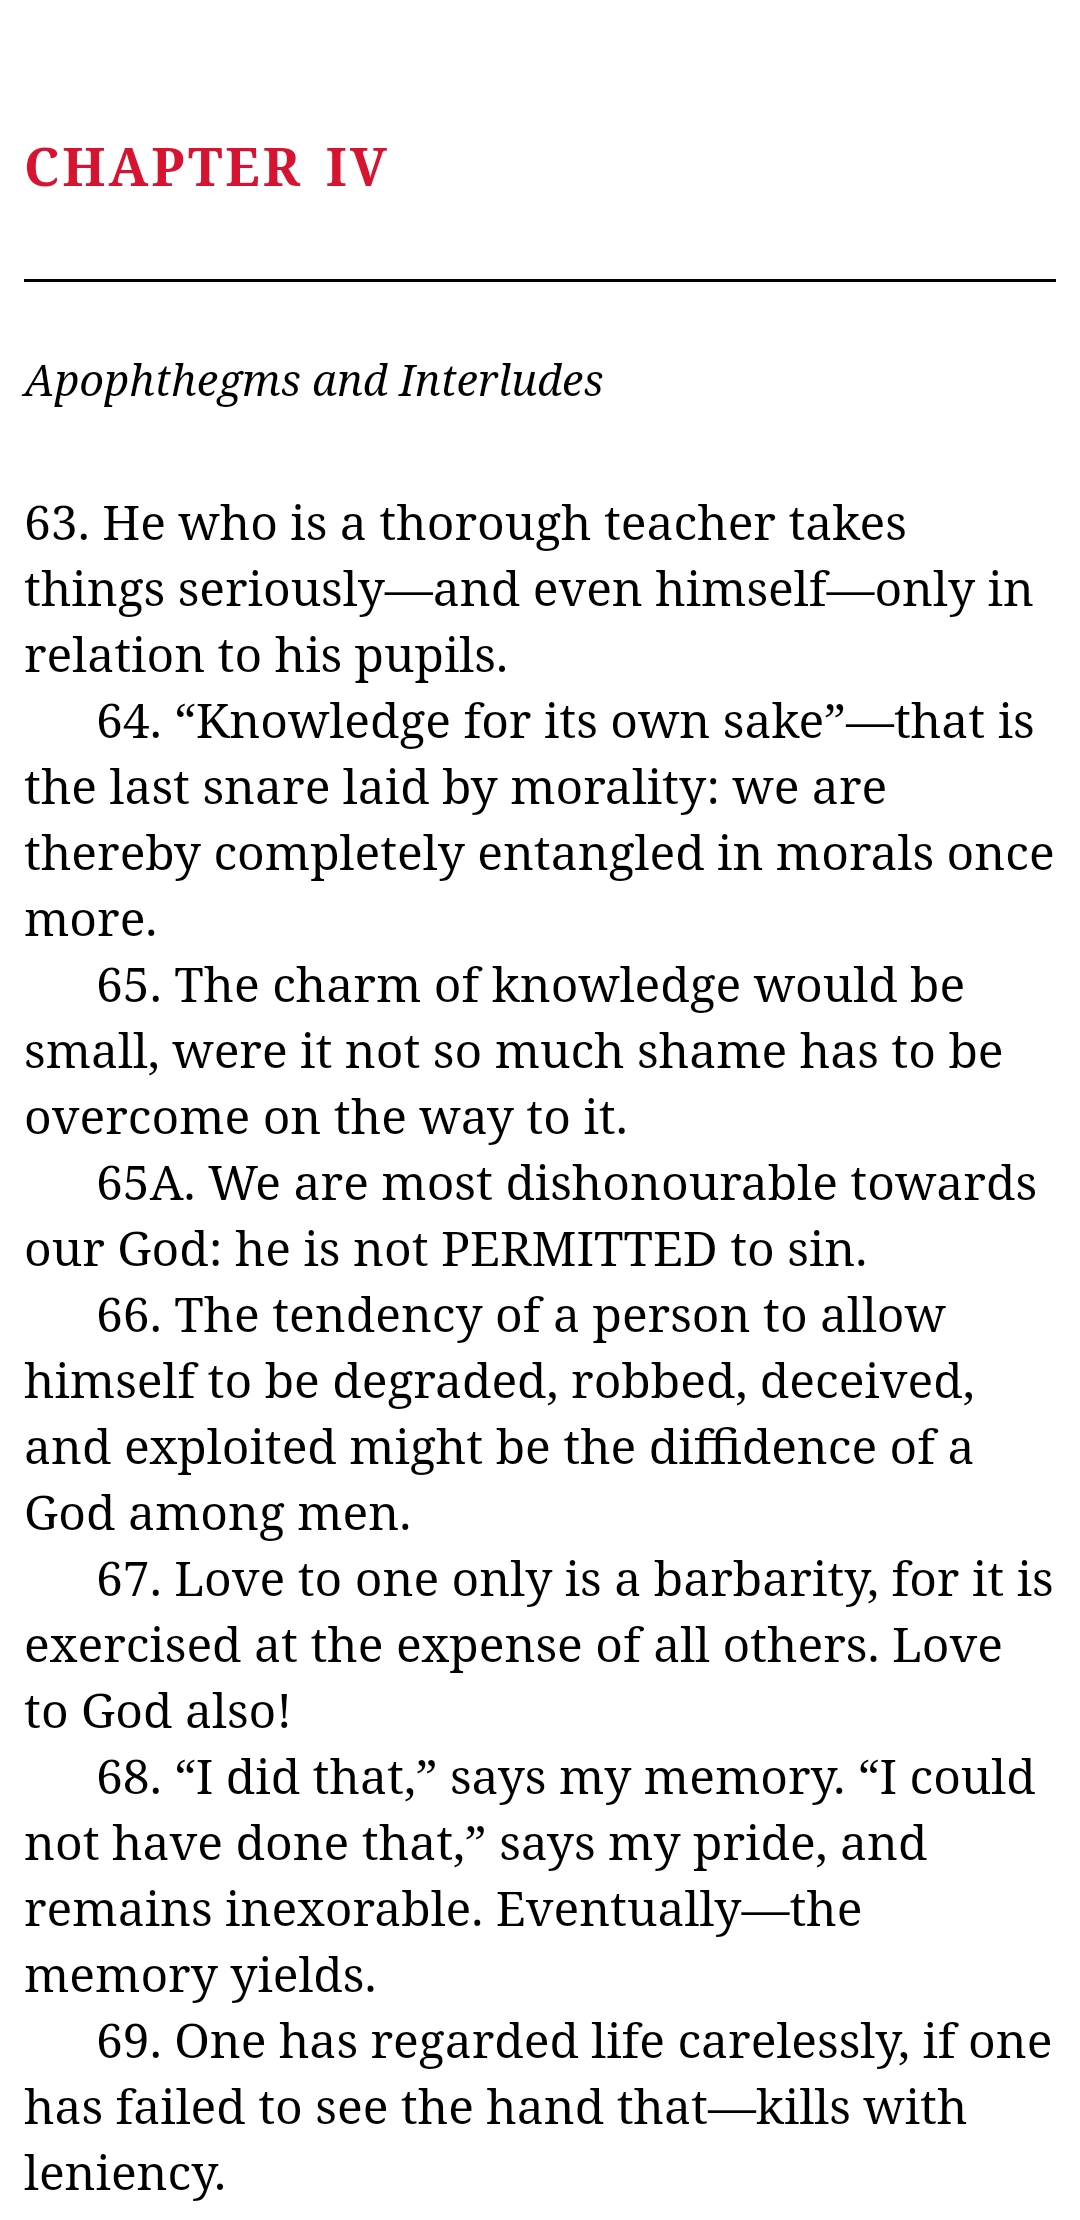 CHAPTER IV
Apophthegms and Interludes
63. He who is a thorough teacher takes
things seriously—and even himself—only in
relation to his pupils.
64. “Knowledge for its own sake”—that is
the last snare laid by morality: we are
thereby completely entangled in morals once
more.
65. The charm of knowledge would be
small, were it not so much shame has to be
overcome on the way to it.
65A. We are most dishonourable towards
our God: he is not PERMITTED to sin.
66. The tendency of a person to allow
himself to be degraded, robbed, deceived,
and exploited might be the diffidence of a
God among men.
67. Love to one only is a barbarity, for it is
exercised at the expense of all others. Love
to God also!
68. “I did that,” says my memory. “I could
not have done that,” says my pride, and
remains inexorable. Eventually—the
memory yields.
69. One has regarded life carelessly, if one
has failed to see the hand that—kills with
leniency.